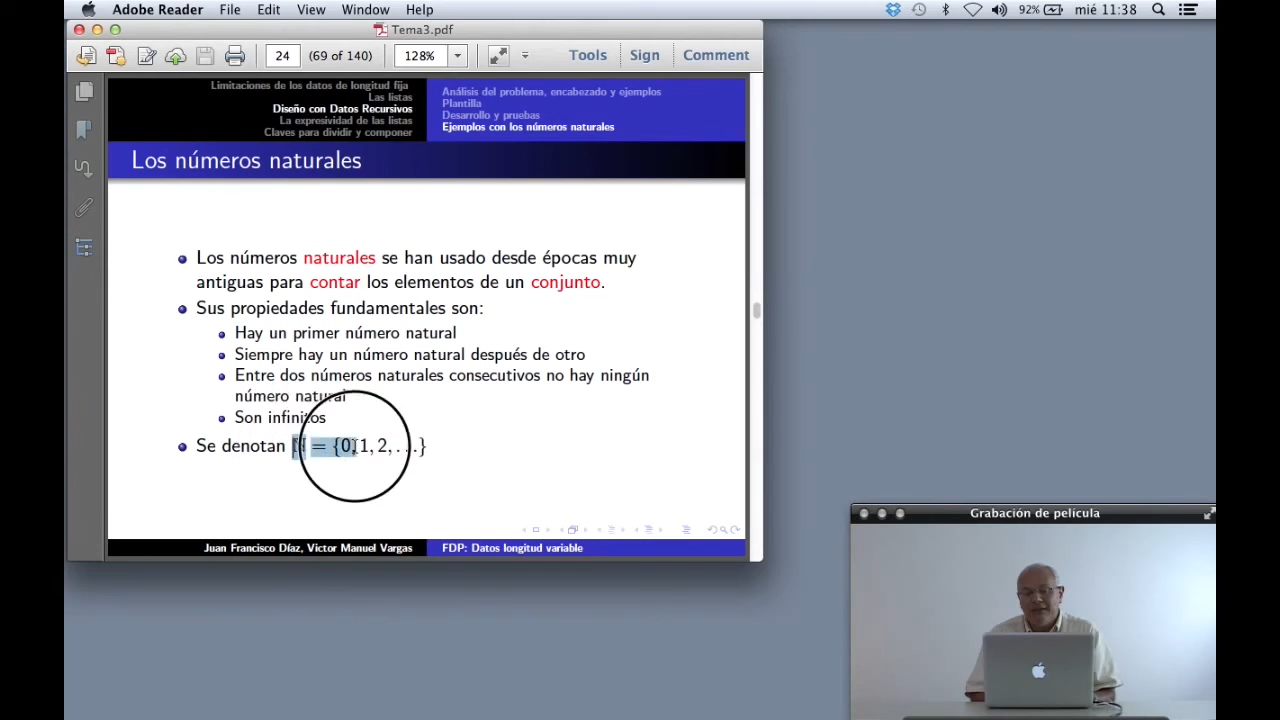 Adobe Reader File Edit View Window Help 92% mié 11:38
Tema3.pdf
24 (69 of 140) 128% Tools Sign Comment
Limitaciones de los datos de longitud fija
Las listas
Diseño con Datos Recursivos
La expresividad de las listas
Claves para dividir y componer
Análisis del problema, encabezado y ejemplos
Plantilla
Desarrollo y pruebas
Ejemplos con los números naturales
Los números naturales
Los números naturales se han usado desde épocas muy
antiguas para contar los elementos de un conjunto.
Sus propiedades fundamentales son:
Hay un primer número natural
Siempre hay un número natural después de otro
Entre dos números naturales consecutivos no hay ningún
número natural
Son infinitos
Se denotan ℕ = {0, 1, 2, . . .}
Juan Francisco Díaz, Victor Manuel Vargas FDP: Datos longitud variable
Grabación de película